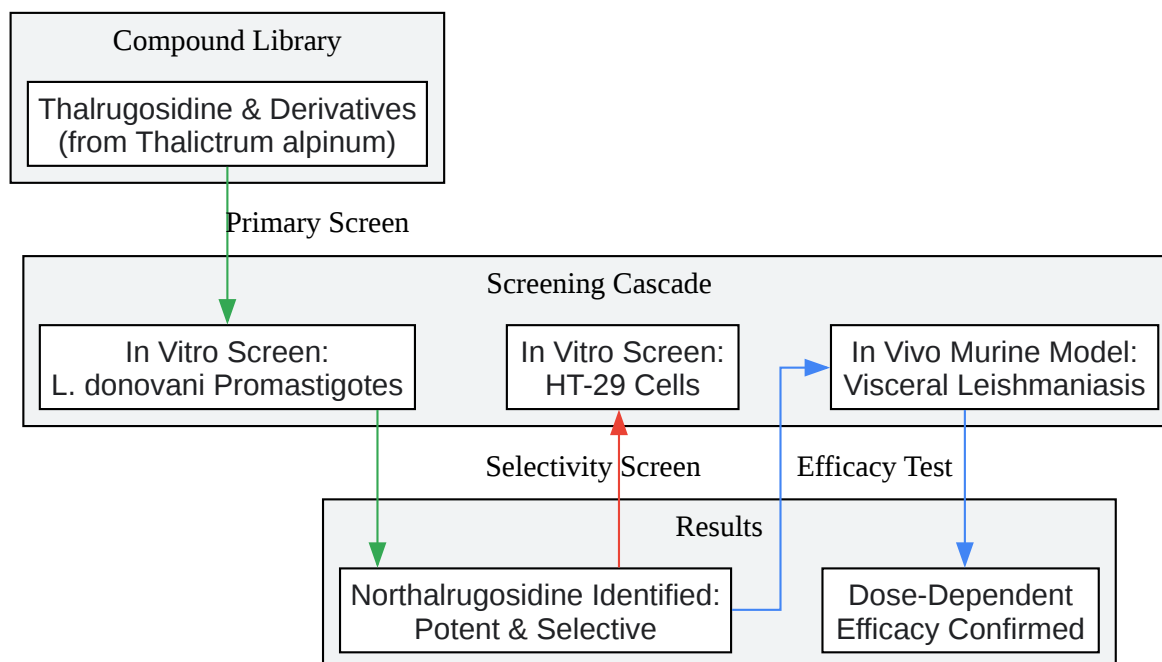 Compound Library
Thalrugosidine & Derivatives
(from Thalictrum alpinum)
Primary Screen
Screening Cascade
In Vitro Screen:
L. donovani Promastigotes
In Vitro Screen:
HT-29 Cells
In Vivo Murine Model:
Visceral Leishmaniasis
Selectivity Screen
Efficacy Test
Results
Northalrugosidine Identified:
Potent & Selective
Dose-Dependent
Efficacy Confirmed